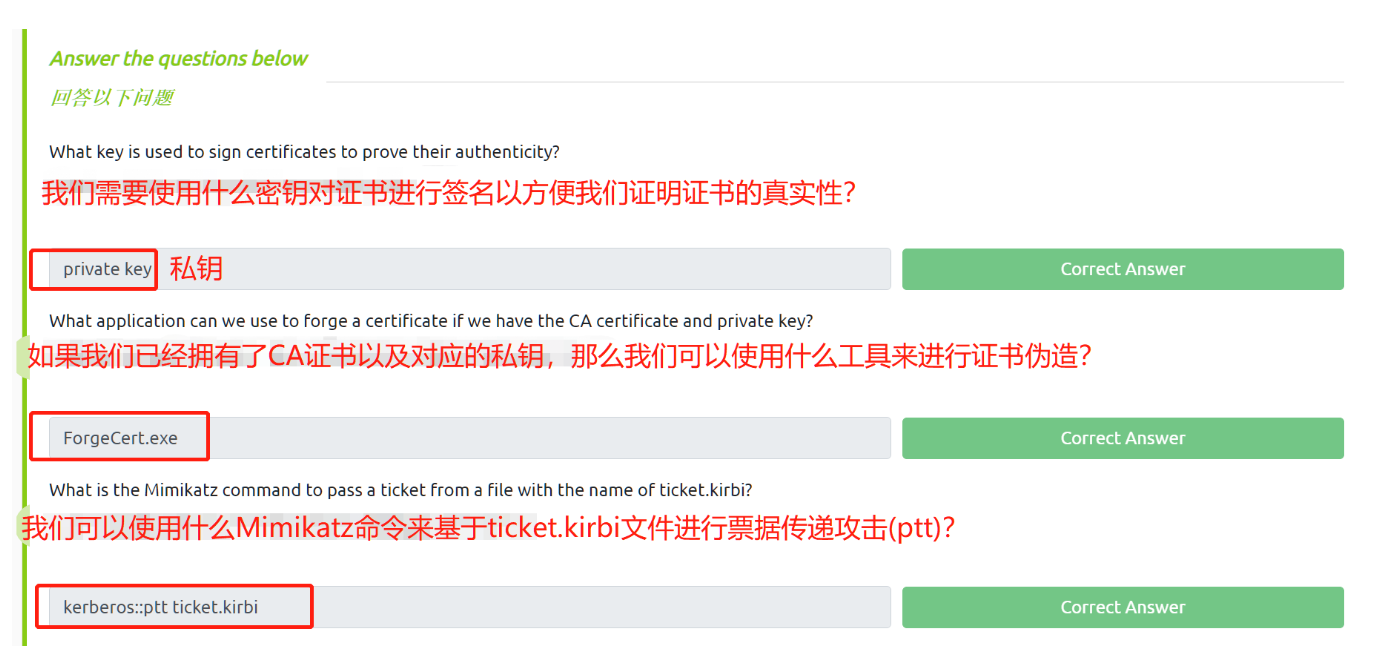 Answer the questions below
回答以下问题
What key is used to sign certificates to prove their authenticity?
我们需要使用什么密钥对证书进行签名以方便我们证明证书的真实性?
private key 私钥 Correct Answer
What application can we use to forge a certificate if we have the CA certificate and private key?
如果我们已经拥有了CA证书以及对应的私钥，那么我们可以使用什么工具来进行证书伪造?
ForgeCert.exe Correct Answer
What is the Mimikatz command to pass a ticket from a file with the name of ticket.kirbi?
我们可以使用什么Mimikatz命令来基于ticket.kirbi文件进行票据传递攻击(ptt)?
kerberos::ptt ticket.kirbi Correct Answer